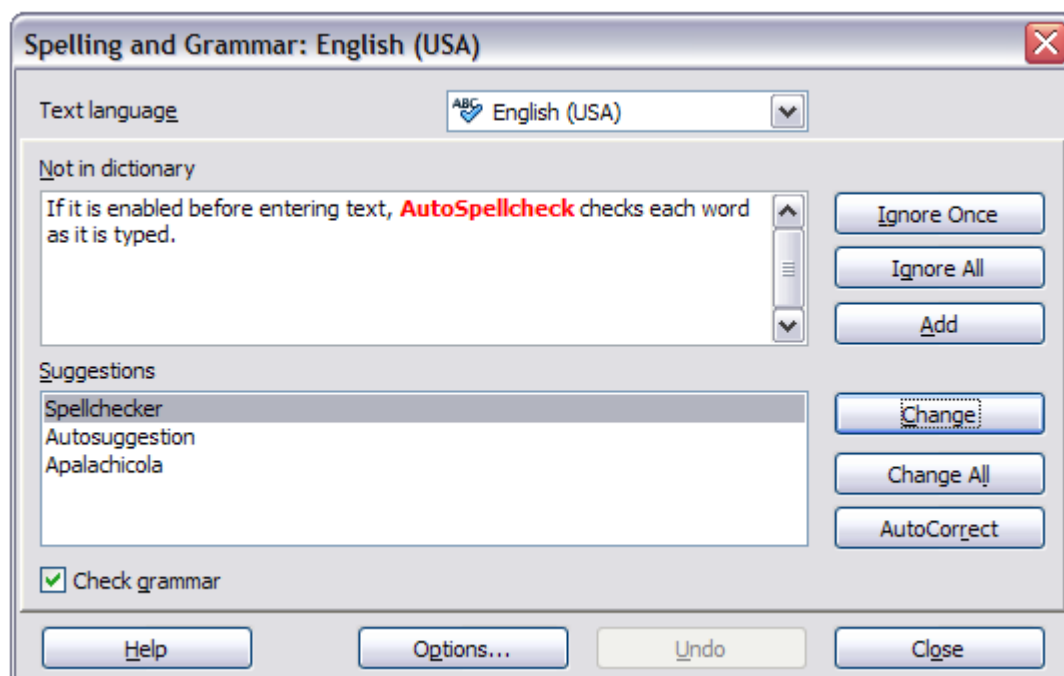 Spelling and Grammar: English (USA)
Text language
ABC English (USA)
Not in dictionary
If it is enabled before entering text, AutoSpellcheck checks each word
as it is typed.
Ignore Once
Ignore All
Add
Suggestions
Spellchecker
Autosuggestion
Apalachicola
Change
Change All
AutoCorrect
Check grammar
Help
Options...
Undo
Close